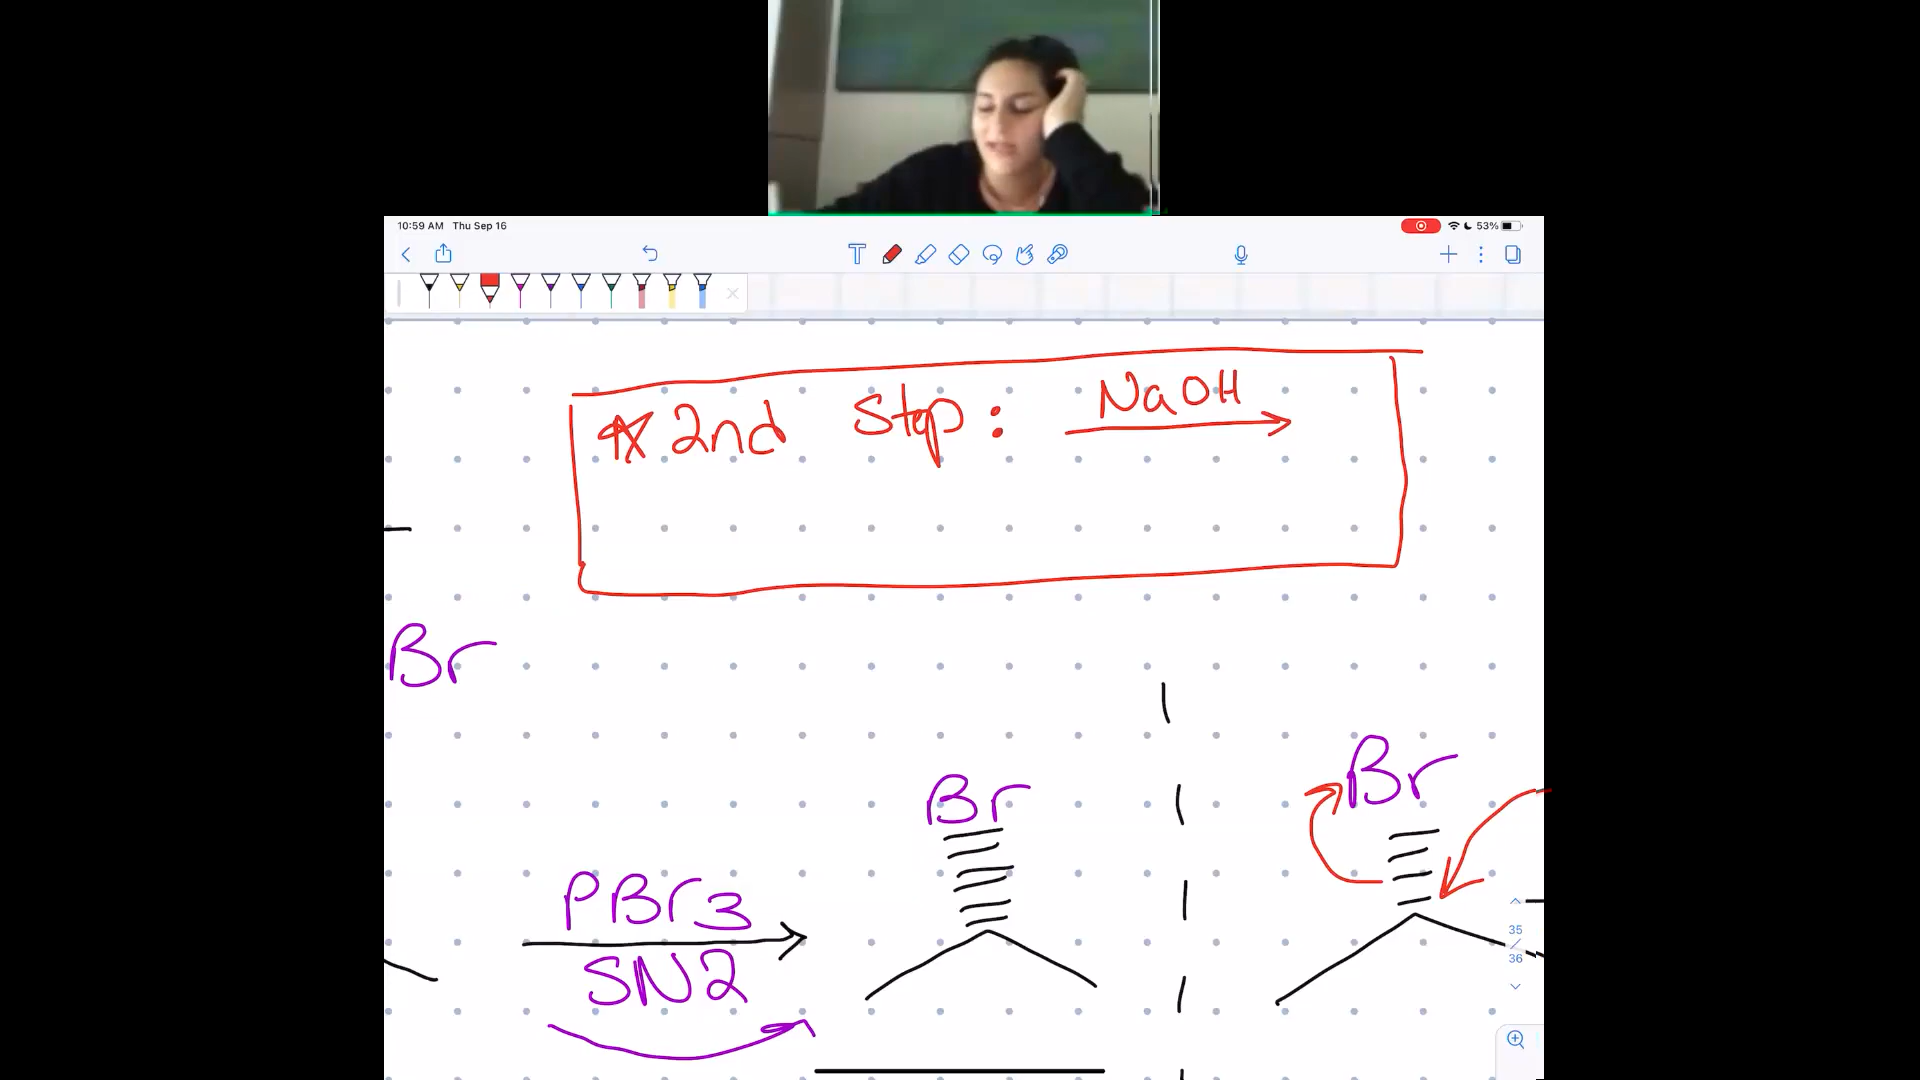 10:59 AM Thu Sep 16
53%
T
2nd Step: NaOH
Br
Br
Br
PBr3
SN2
35
36